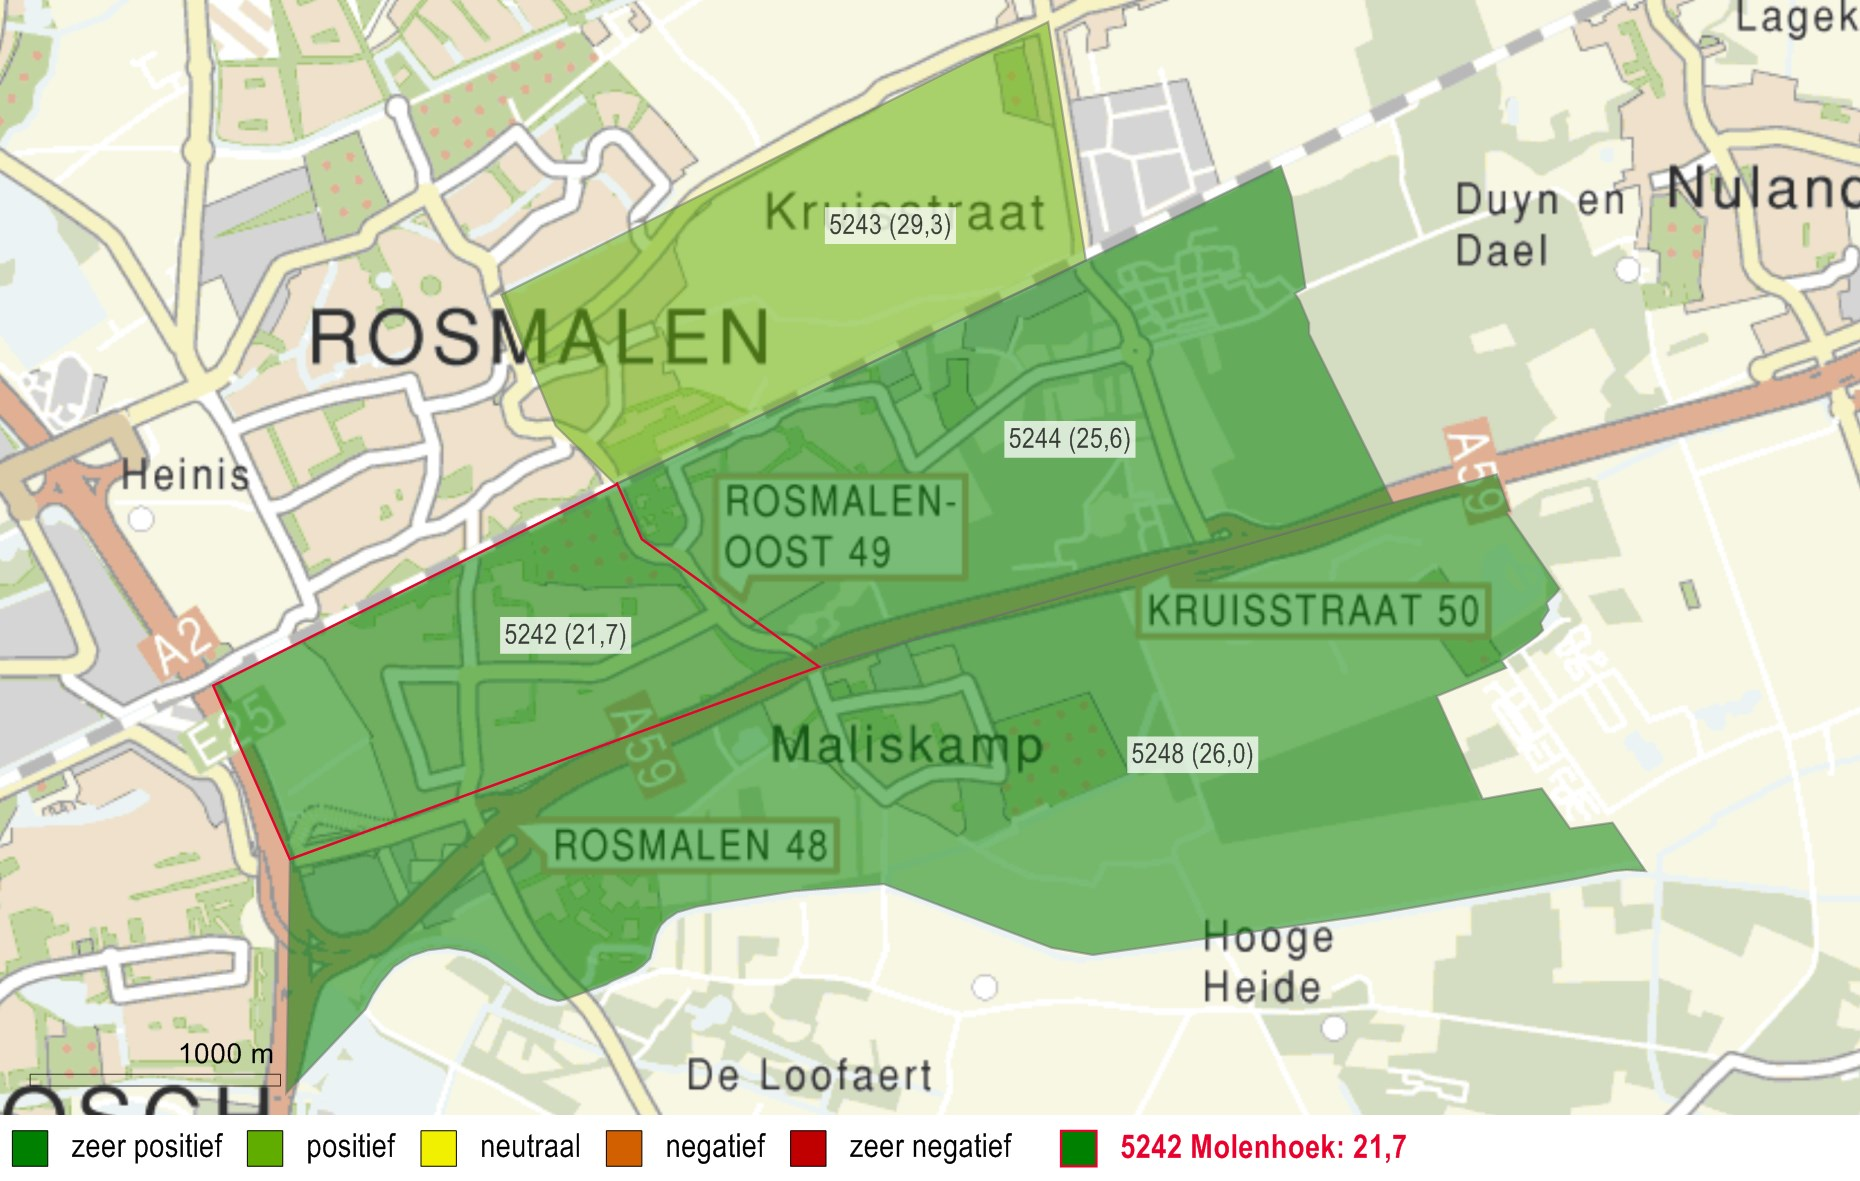 Lagek
Duyn en
Dael
Nuland
Kruisstraat
5243 (29,3)
ROSMALEN
Heinis
5244 (25,6)
A59
ROSMALEN-
OOST 49
KRUISSTRAAT 50
5242 (21,7)
A2
E25
A59
Maliskamp
5248 (26,0)
ROSMALEN 48
Hooge
Heide
De Loofaert
1000 m
OSCH
zeer positief
positief
neutraal
negatief
zeer negatief
5242 Molenhoek: 21,7